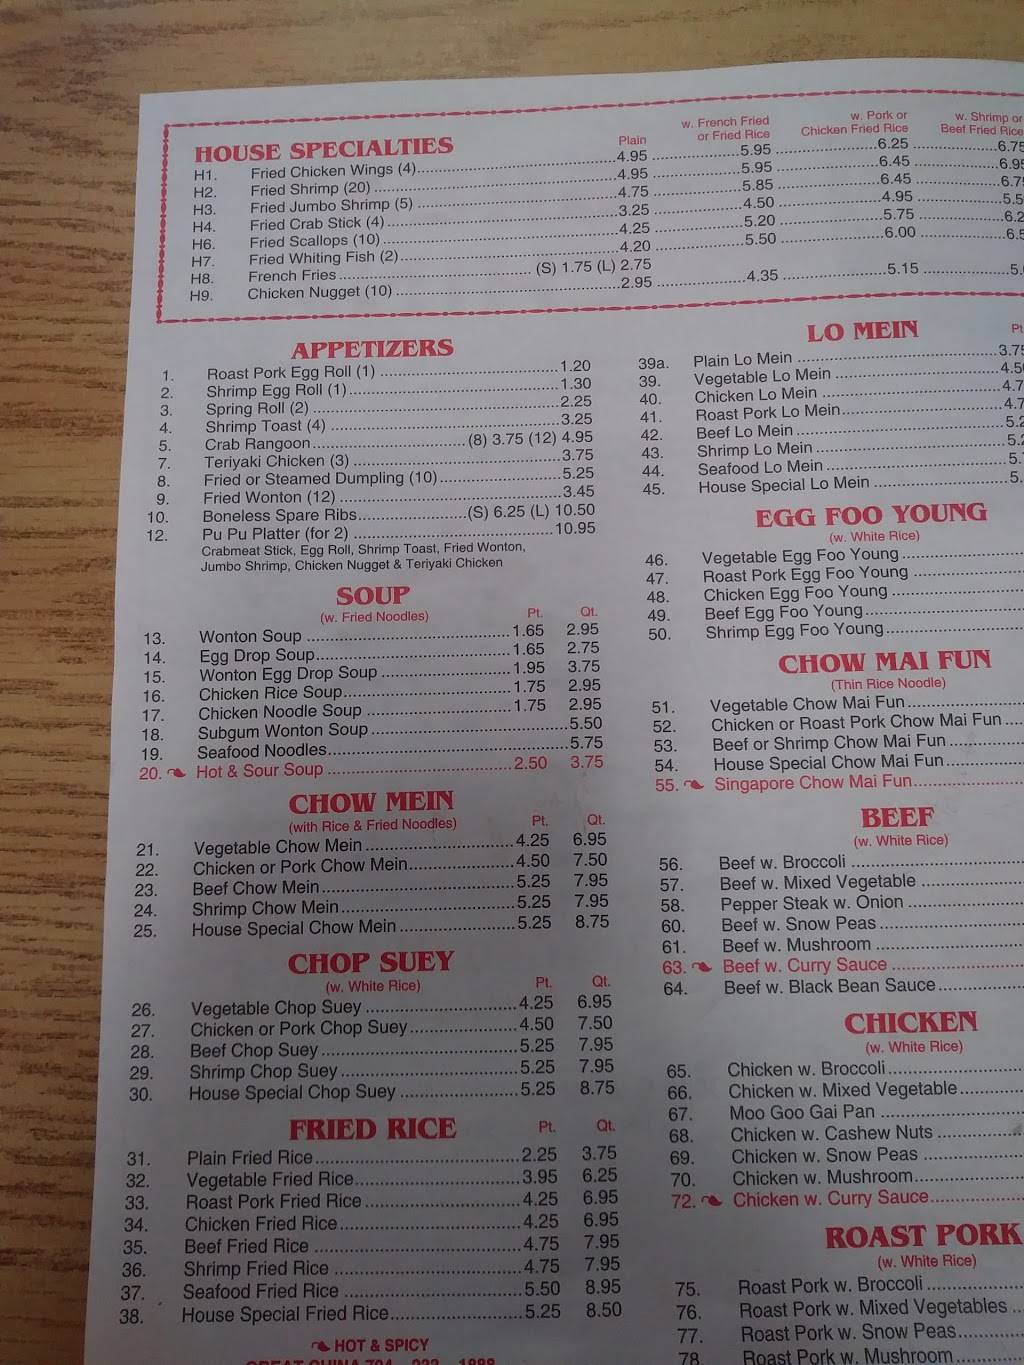 HOUSE SPECIALTIES Plain w. French Fried or Fried Rice w. Pork or Chicken Fried Rice w. Shrimp or Beef Fried Rice
H1. Fried Chicken Wings (4) 4.95 5.95 6.25 6.75
H2. Fried Shrimp (20) 4.95 5.95 6.45 6.95
H3. Fried Jumbo Shrimp (5) 4.75 5.85 6.45 6.75
H4. Fried Crab Stick (4) 3.25 4.50 4.95
H6. Fried Scallops (10) 4.25 5.20 5.75
H7. Fried Whiting Fish (2) 4.20 5.50 6.00
H8. French Fries (S) 1.75 (L) 2.75
H9. Chicken Nugget (10) 2.95 4.35 5.15
APPETIZERS
1. Roast Pork Egg Roll (1) 1.20
2. Shrimp Egg Roll (1) 1.30
3. Spring Roll (2) 2.25
4. Shrimp Toast (4) 3.25
5. Crab Rangoon (8) 3.75 (12) 4.95
7. Teriyaki Chicken (3) 3.75
8. Fried or Steamed Dumpling (10) 5.25
9. Fried Wonton (12) 3.45
10. Boneless Spare Ribs (S) 6.25 (L) 10.50
12. Pu Pu Platter (for 2) 10.95
Crabmeat Stick, Egg Roll, Shrimp Toast, Fried Wonton,
Jumbo Shrimp, Chicken Nugget & Teriyaki Chicken
SOUP
(w. Fried Noodles) Pt. Qt.
13. Wonton Soup 1.65 2.95
14. Egg Drop Soup 1.65 2.75
15. Wonton Egg Drop Soup 1.95 3.75
16. Chicken Rice Soup 1.75 2.95
17. Chicken Noodle Soup 1.75 2.95
18. Subgum Wonton Soup 5.50
19. Seafood Noodles 5.75
20. Hot & Sour Soup 2.50 3.75
CHOW MEIN
(with Rice & Fried Noodles) Pt. Qt.
21. Vegetable Chow Mein 4.25 6.95
22. Chicken or Pork Chow Mein 4.50 7.50
23. Beef Chow Mein 5.25 7.95
24. Shrimp Chow Mein 5.25 7.95
25. House Special Chow Mein 5.25 8.75
CHOP SUEY
(w. White Rice) Pt. Qt.
26. Vegetable Chop Suey 4.25 6.95
27. Chicken or Pork Chop Suey 4.50 7.50
28. Beef Chop Suey 5.25 7.95
29. Shrimp Chop Suey 5.25 7.95
30. House Special Chop Suey 5.25 8.75
FRIED RICE Pt. Qt.
31. Plain Fried Rice 2.25 3.75
32. Vegetable Fried Rice 3.95 6.25
33. Roast Pork Fried Rice 4.25 6.95
34. Chicken Fried Rice 4.25 6.95
35. Beef Fried Rice 4.75 7.95
36. Shrimp Fried Rice 4.75 7.95
37. Seafood Fried Rice 5.50 8.95
38. House Special Fried Rice 5.25 8.50
HOT & SPICY
LO MEIN
39a. Plain Lo Mein 3.75
39. Vegetable Lo Mein
40. Chicken Lo Mein
41. Roast Pork Lo Mein
42. Beef Lo Mein
43. Shrimp Lo Mein
44. Seafood Lo Mein
45. House Special Lo Mein
EGG FOO YOUNG
(w. White Rice)
46. Vegetable Egg Foo Young
47. Roast Pork Egg Foo Young
48. Chicken Egg Foo Young
49. Beef Egg Foo Young
50. Shrimp Egg Foo Young
CHOW MAI FUN
(Thin Rice Noodle)
51. Vegetable Chow Mai Fun
52. Chicken or Roast Pork Chow Mai Fun
53. Beef or Shrimp Chow Mai Fun
54. House Special Chow Mai Fun
55. Singapore Chow Mai Fun
BEEF
(w. White Rice)
56. Beef w. Broccoli
57. Beef w. Mixed Vegetable
58. Pepper Steak w. Onion
60. Beef w. Snow Peas
61. Beef w. Mushroom
63. Beef w. Curry Sauce
64. Beef w. Black Bean Sauce
CHICKEN
(w. White Rice)
65. Chicken w. Broccoli
66. Chicken w. Mixed Vegetable
67. Moo Goo Gai Pan
68. Chicken w. Cashew Nuts
69. Chicken w. Snow Peas
70. Chicken w. Mushroom
72. Chicken w. Curry Sauce
ROAST PORK
(w. White Rice)
75. Roast Pork w. Broccoli
76. Roast Pork w. Mixed Vegetables
77. Roast Pork w. Snow Peas
78. Roast Pork w. Mushroom